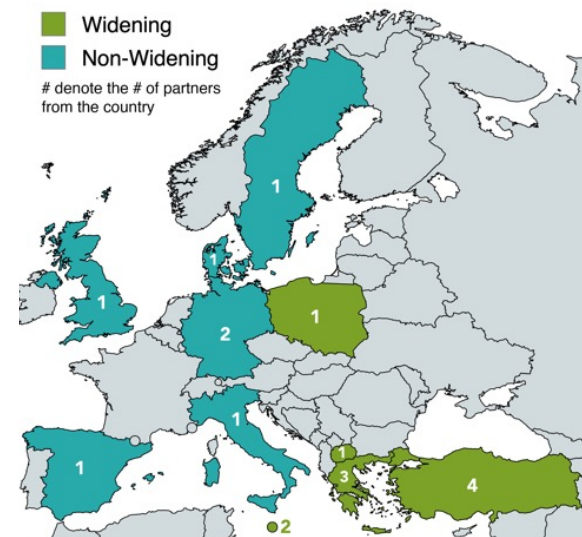 Widening
Non-Widening
# denote the # of partners
from the country
1
1
1
2
1
1
1
1
3
4
2